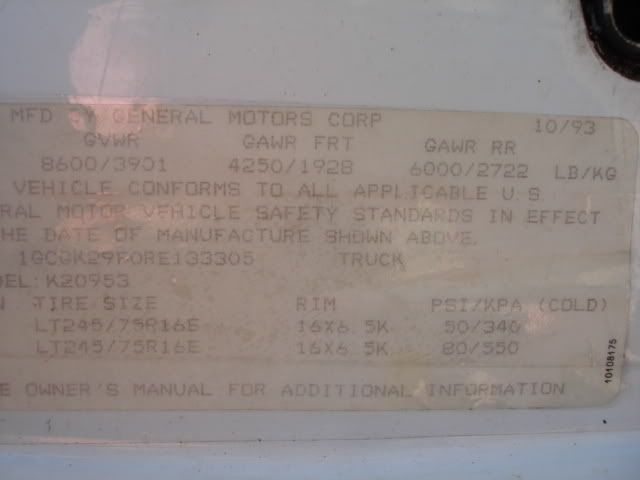 MFD BY GENERAL MOTORS CORP 10/93
GVWR GAWR FRT GAWR RR
8600/3901 4250/1928 6000/2722 LB/KG
VEHICLE CONFORMS TO ALL APPLICABLE U S
ERAL MOTOR VEHICLE SAFETY STANDARDS IN EFFECT
HE DATE OF MANUFACTURE SHOWN ABOVE.
1GCGK29F0RE133305 TRUCK
DEL: K20953
N TIRE SIZE RIM PSI/KPA (COLD)
LT245/75R16E 16X6.5K 50/340
LT245/75R16E 16X6.5K 80/550
E OWNER'S MANUAL FOR ADDITIONAL INFORMATION
10108175